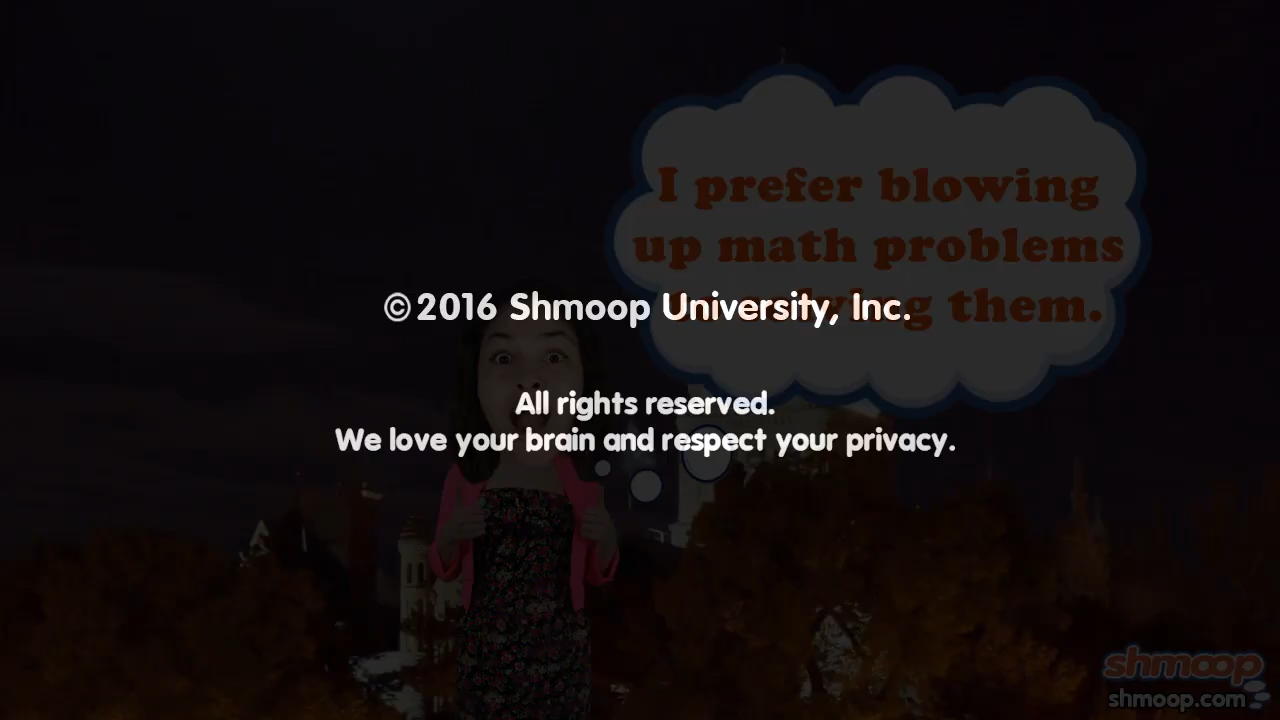 I prefer blowing
up math problems
them.
©2016 Shmoop University, Inc.
All rights reserved.
We love your brain and respect your privacy.
shmoop
shmoop.com